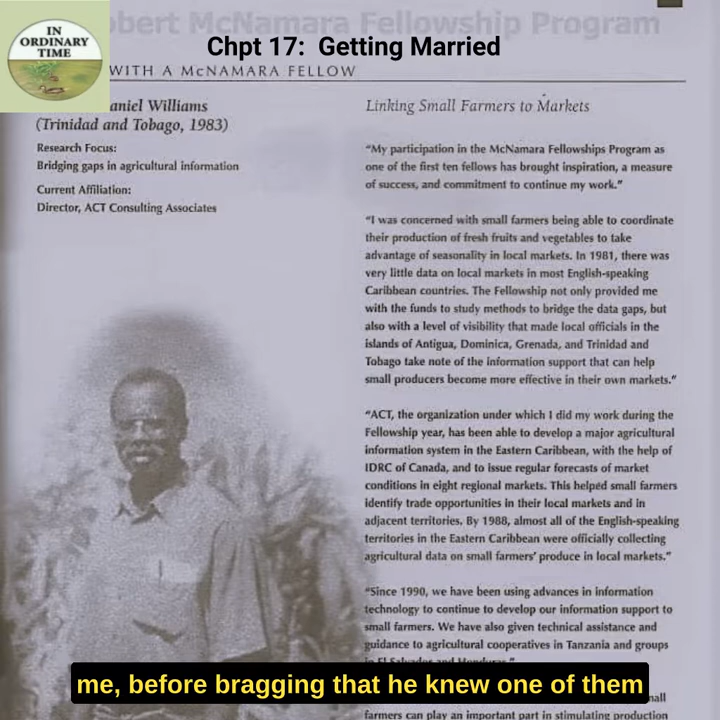 IN
ORDINARY
TIME
obert McNamara Fellowship Program
Chpt 17: Getting Married
WITH A McNAMARA FELLOW
aniel Williams
(Trinidad and Tobago, 1983)
Research Focus:
Bridging gaps in agricultural information
Current Affiliation:
Director, ACT Consulting Associates
Linking Small Farmers to Markets
"My participation in the McNamara Fellowships Program as
one of the first ten fellows has brought inspiration, a measure
of success, and commitment to continue my work."
"I was concerned with small farmers being able to coordinate
their production of fresh fruits and vegetables to take
advantage of seasonality in local markets. In 1981, there was
very little data on local markets in most English-speaking
Caribbean countries. The Fellowship not only provided me
with the funds to study methods to bridge the data gaps, but
also with a level of visibility that made local officials in the
islands of Antigua, Dominica, Grenada, and Trinidad and
Tobago take note of the information support that can help
small producers become more effective in their own markets."
"ACT, the organization under which I did my work during the
Fellowship year, has been able to develop a major agricultural
information system in the Eastern Caribbean, with the help of
IDRC of Canada, and to issue regular forecasts of market
conditions in eight regional markets. This helped small farmers
identify trade opportunities in their local markets and in
adjacent territories. By 1988, almost all of the English-speaking
territories in the Eastern Caribbean were officially collecting
agricultural data on small farmers' produce in local markets."
"Since 1990, we have been using advances in information
technology to continue to develop our information support to
small farmers. We have also given technical assistance and
guidance to agricultural cooperatives in Tanzania and groups
in El Salvador and Honduras."
me, before bragging that he knew one of them
farmers can play an important part in stimulating production